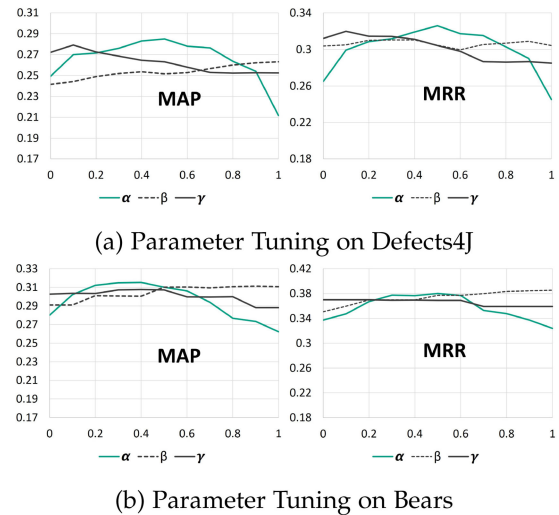 0.31
0.29
0.27
0.25
0.23
0.21
0.19
0.17
0 0.2 0.4 0.6 0.8 1
MAP
α β γ
0.34
0.3
0.26
0.22
0.18
0 0.2 0.4 0.6 0.8 1
MRR
α β γ
(a) Parameter Tuning on Defects4J
0.33
0.31
0.29
0.27
0.25
0.23
0.21
0.19
0.17
0 0.2 0.4 0.6 0.8 1
MAP
α β γ
0.42
0.38
0.34
0.3
0.26
0.22
0.18
0 0.2 0.4 0.6 0.8 1
MRR
α β γ
(b) Parameter Tuning on Bears